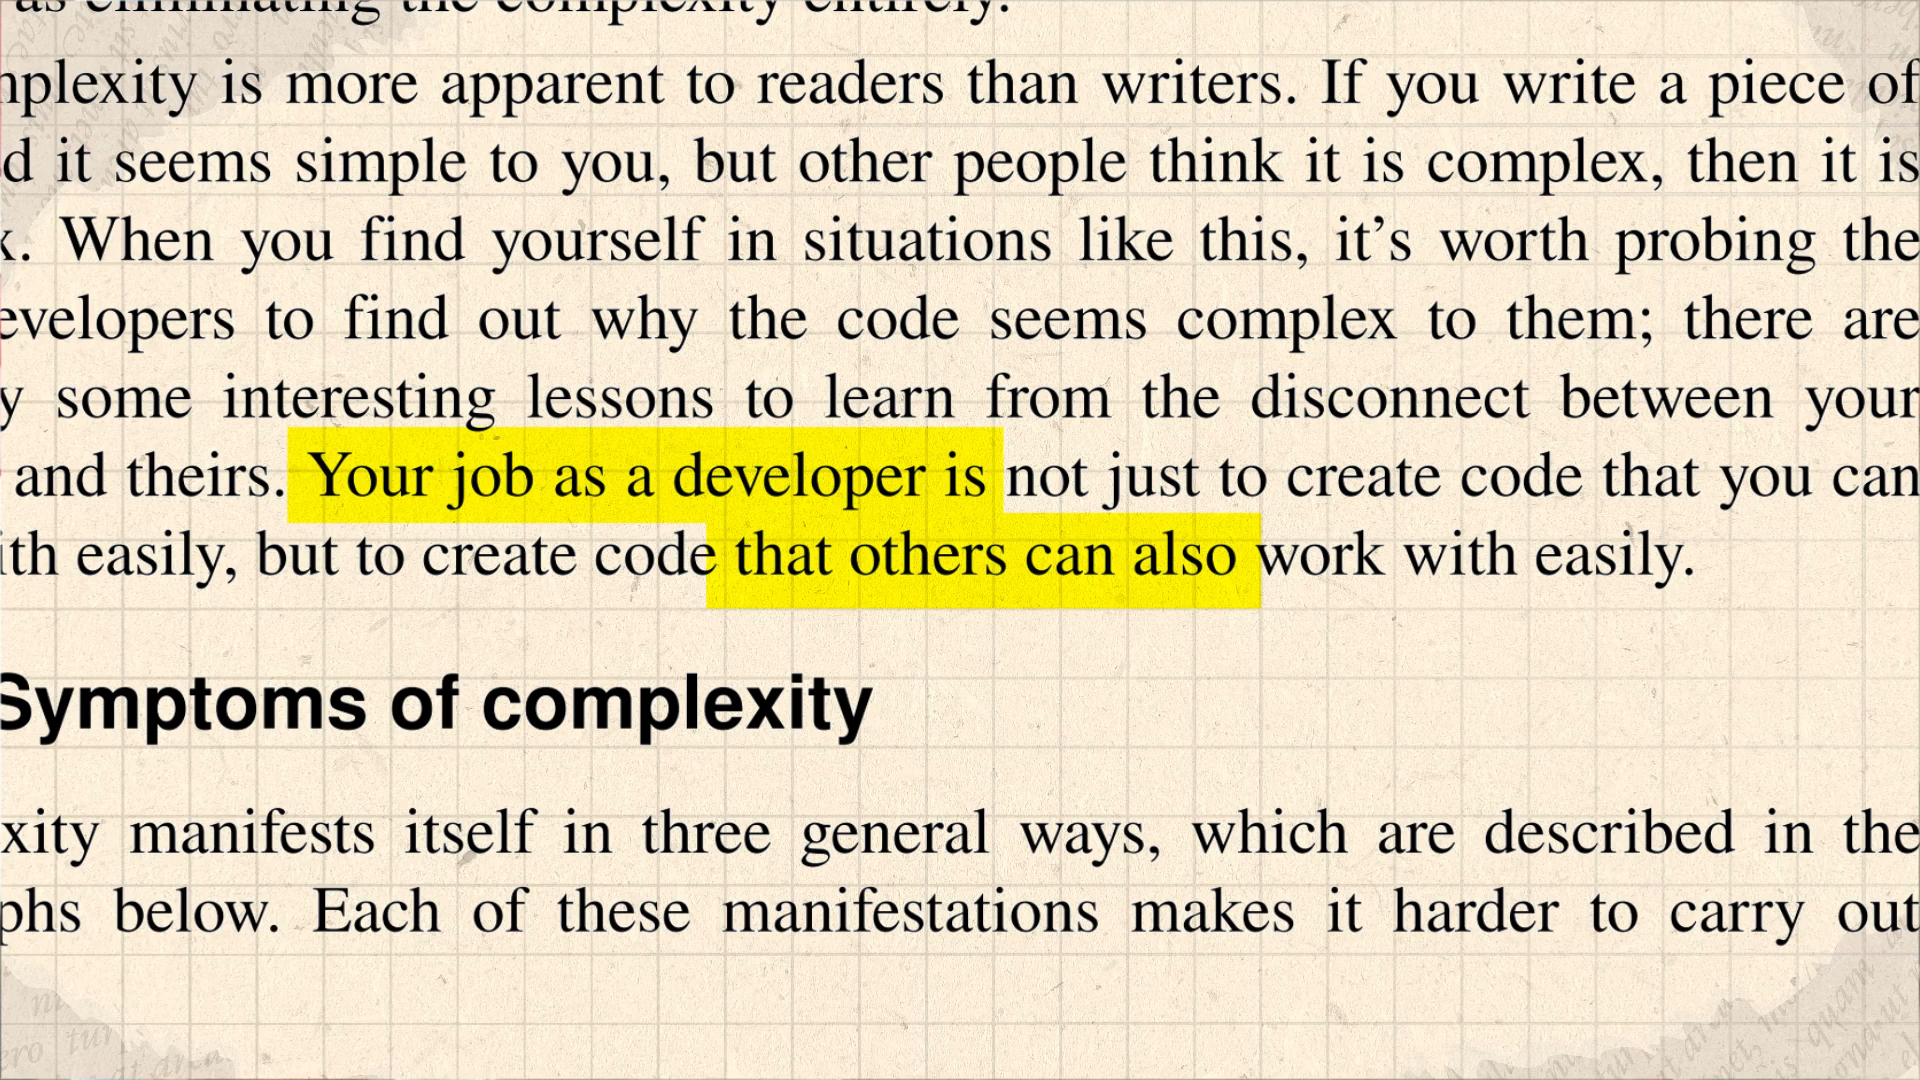 as eliminating the complexity entirely.
mplexity is more apparent to readers than writers. If you write a piece of
d it seems simple to you, but other people think it is complex, then it is
x. When you find yourself in situations like this, it’s worth probing the
evelopers to find out why the code seems complex to them; there are
y some interesting lessons to learn from the disconnect between your
and theirs. Your job as a developer is not just to create code that you can
ith easily, but to create code that others can also work with easily.
Symptoms of complexity
xity manifests itself in three general ways, which are described in the
phs below. Each of these manifestations makes it harder to carry out